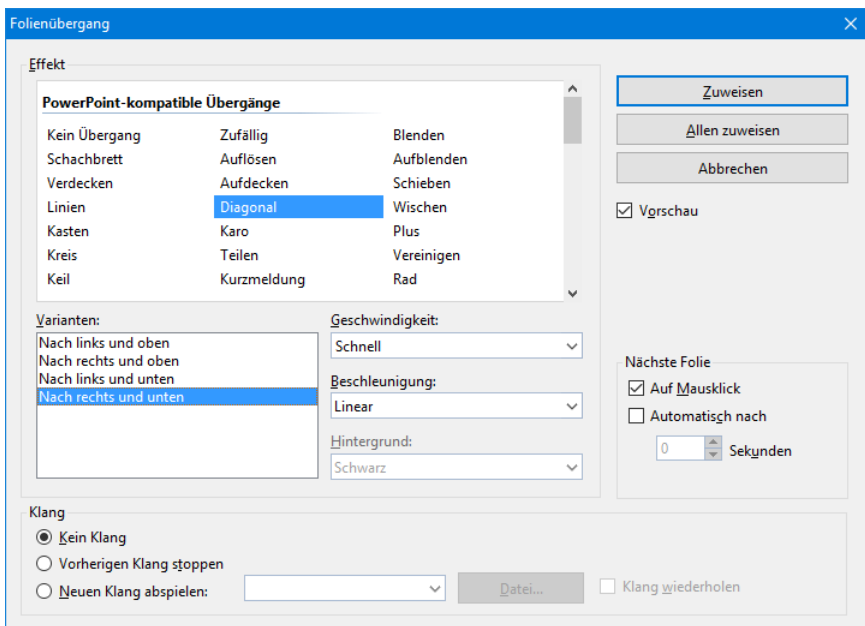 Folienübergang
Effekt
PowerPoint-kompatible Übergänge
Kein Übergang Zufällig Blenden
Schachbrett Auflösen Aufblenden
Verdecken Aufdecken Schieben
Linien Diagonal Wischen
Kasten Karo Plus
Kreis Teilen Vereinigen
Keil Kurzmeldung Rad
Zuweisen
Allen zuweisen
Abbrechen
Vorschau
Varianten:
Nach links und oben
Nach rechts und oben
Nach links und unten
Nach rechts und unten
Geschwindigkeit:
Schnell
Beschleunigung:
Linear
Hintergrund:
Schwarz
Nächste Folie
Auf Mausklick
Automatisch nach
0 Sekunden
Klang
Kein Klang
Vorherigen Klang stoppen
Neuen Klang abspielen: Datei... Klang wiederholen